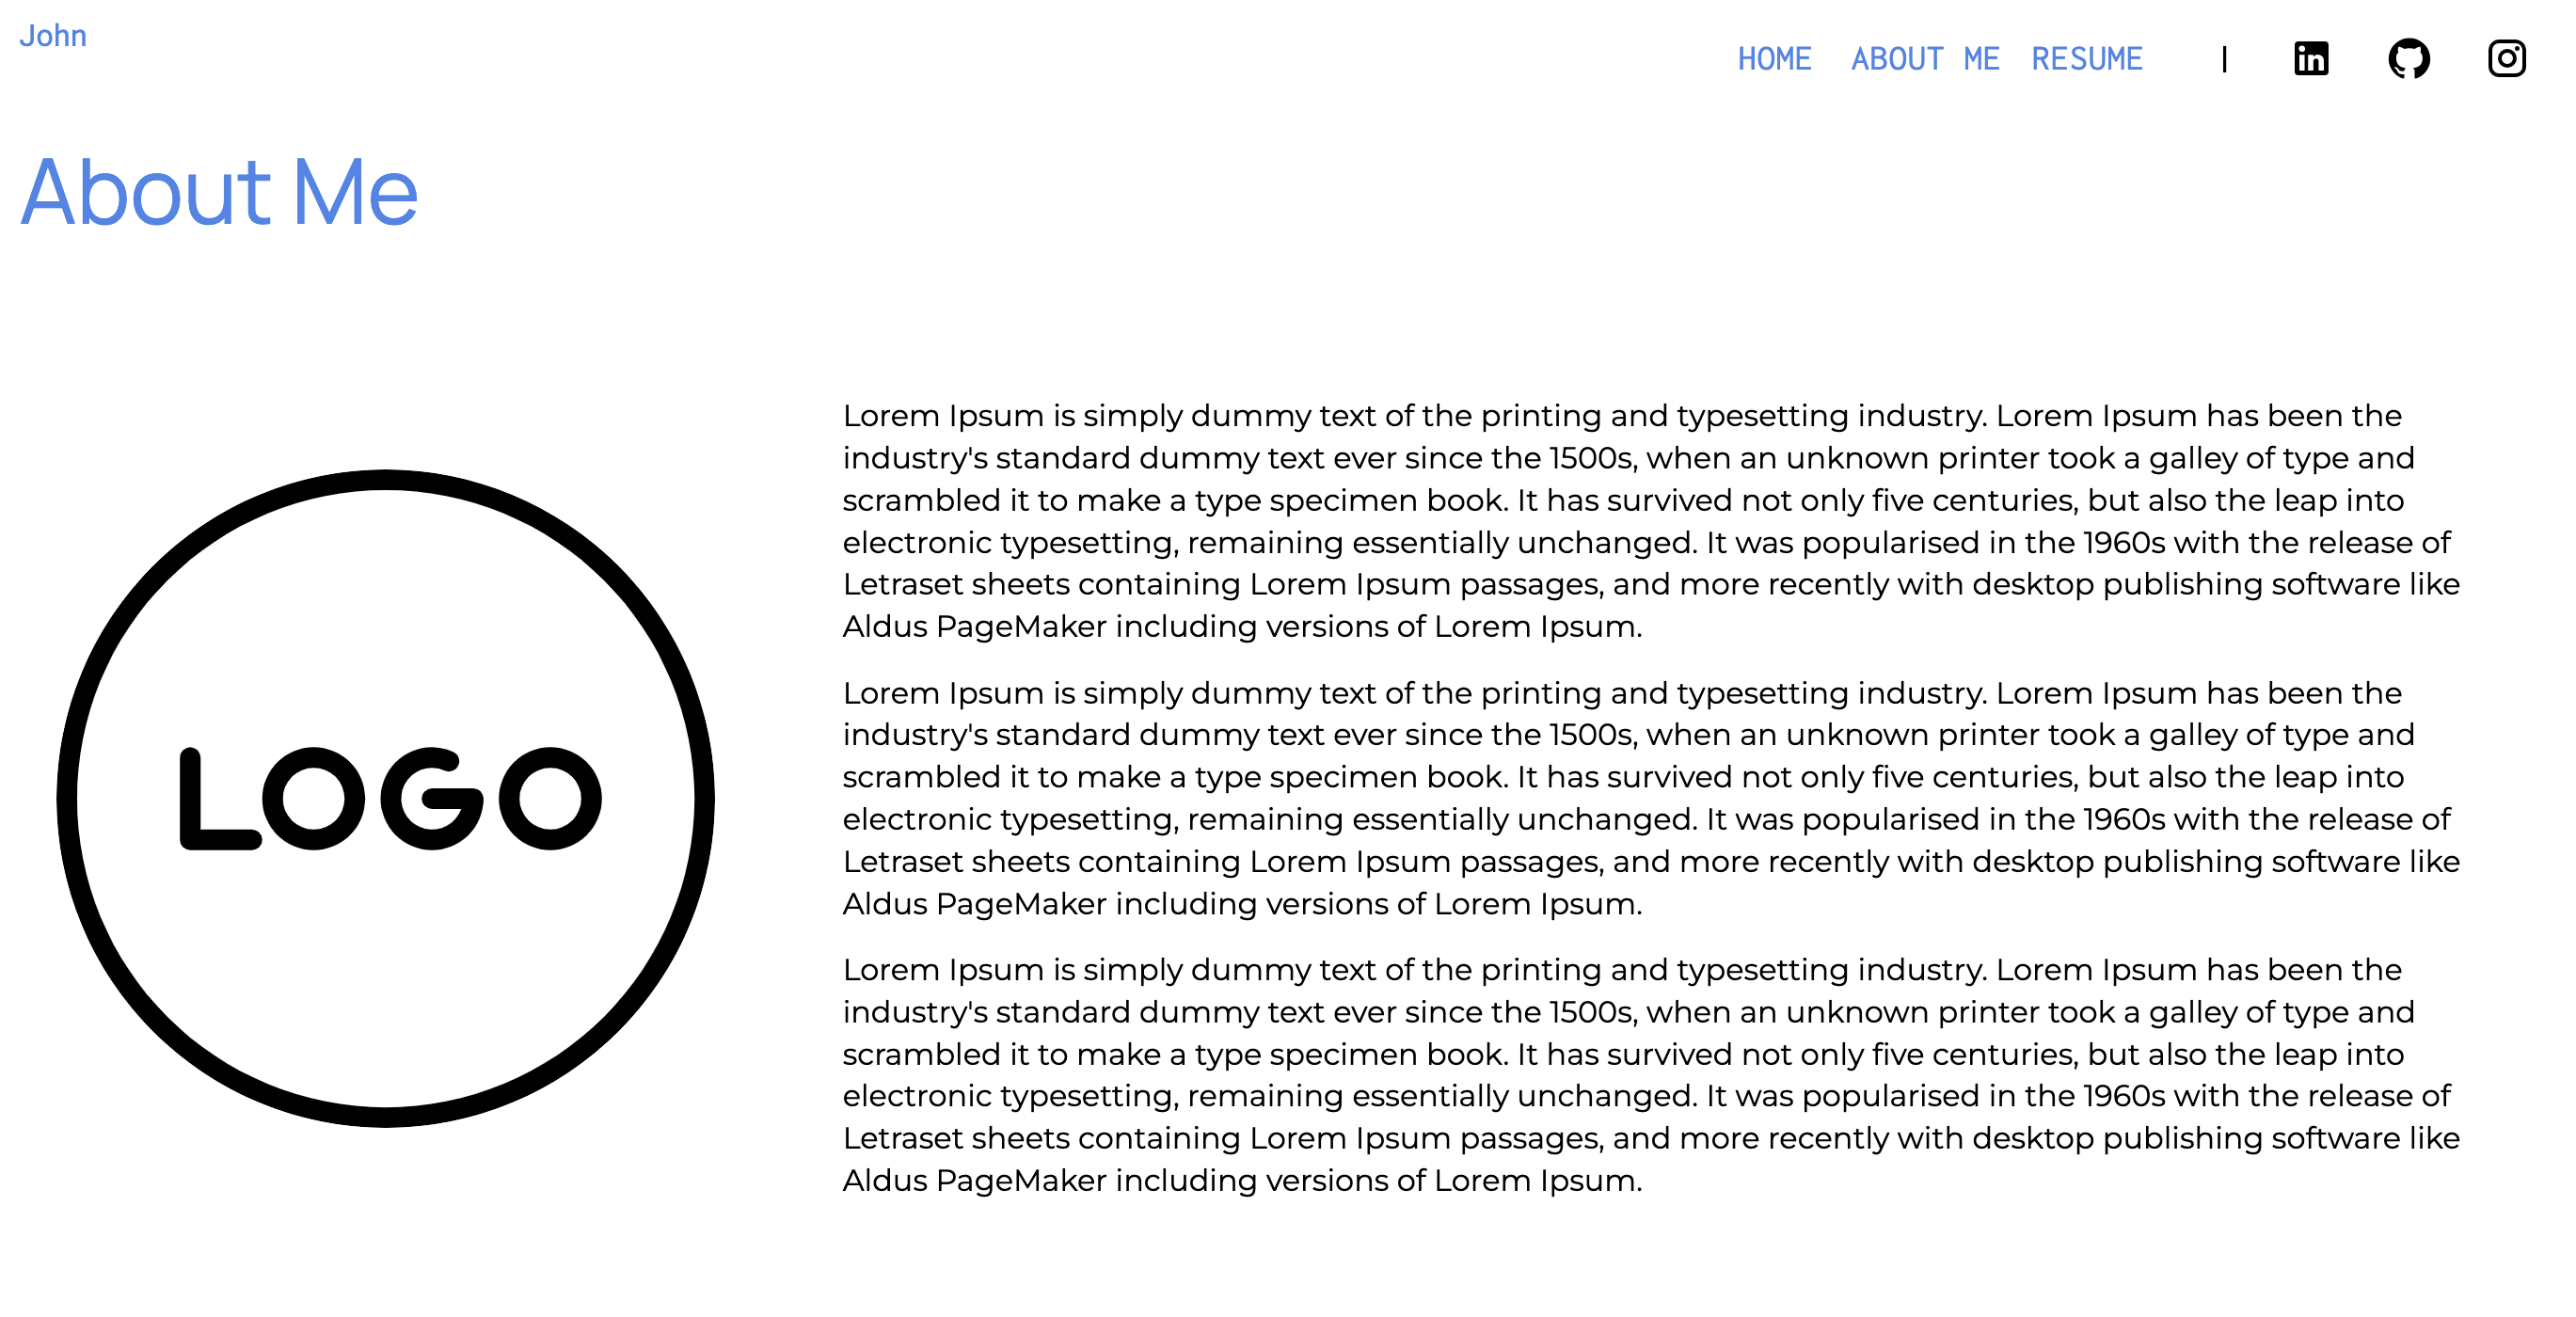 John
HOME ABOUT ME RESUME |
About Me
LOGO
Lorem Ipsum is simply dummy text of the printing and typesetting industry. Lorem Ipsum has been the
industry's standard dummy text ever since the 1500s, when an unknown printer took a galley of type and
scrambled it to make a type specimen book. It has survived not only five centuries, but also the leap into
electronic typesetting, remaining essentially unchanged. It was popularised in the 1960s with the release of
Letraset sheets containing Lorem Ipsum passages, and more recently with desktop publishing software like
Aldus PageMaker including versions of Lorem Ipsum.
Lorem Ipsum is simply dummy text of the printing and typesetting industry. Lorem Ipsum has been the
industry's standard dummy text ever since the 1500s, when an unknown printer took a galley of type and
scrambled it to make a type specimen book. It has survived not only five centuries, but also the leap into
electronic typesetting, remaining essentially unchanged. It was popularised in the 1960s with the release of
Letraset sheets containing Lorem Ipsum passages, and more recently with desktop publishing software like
Aldus PageMaker including versions of Lorem Ipsum.
Lorem Ipsum is simply dummy text of the printing and typesetting industry. Lorem Ipsum has been the
industry's standard dummy text ever since the 1500s, when an unknown printer took a galley of type and
scrambled it to make a type specimen book. It has survived not only five centuries, but also the leap into
electronic typesetting, remaining essentially unchanged. It was popularised in the 1960s with the release of
Letraset sheets containing Lorem Ipsum passages, and more recently with desktop publishing software like
Aldus PageMaker including versions of Lorem Ipsum.